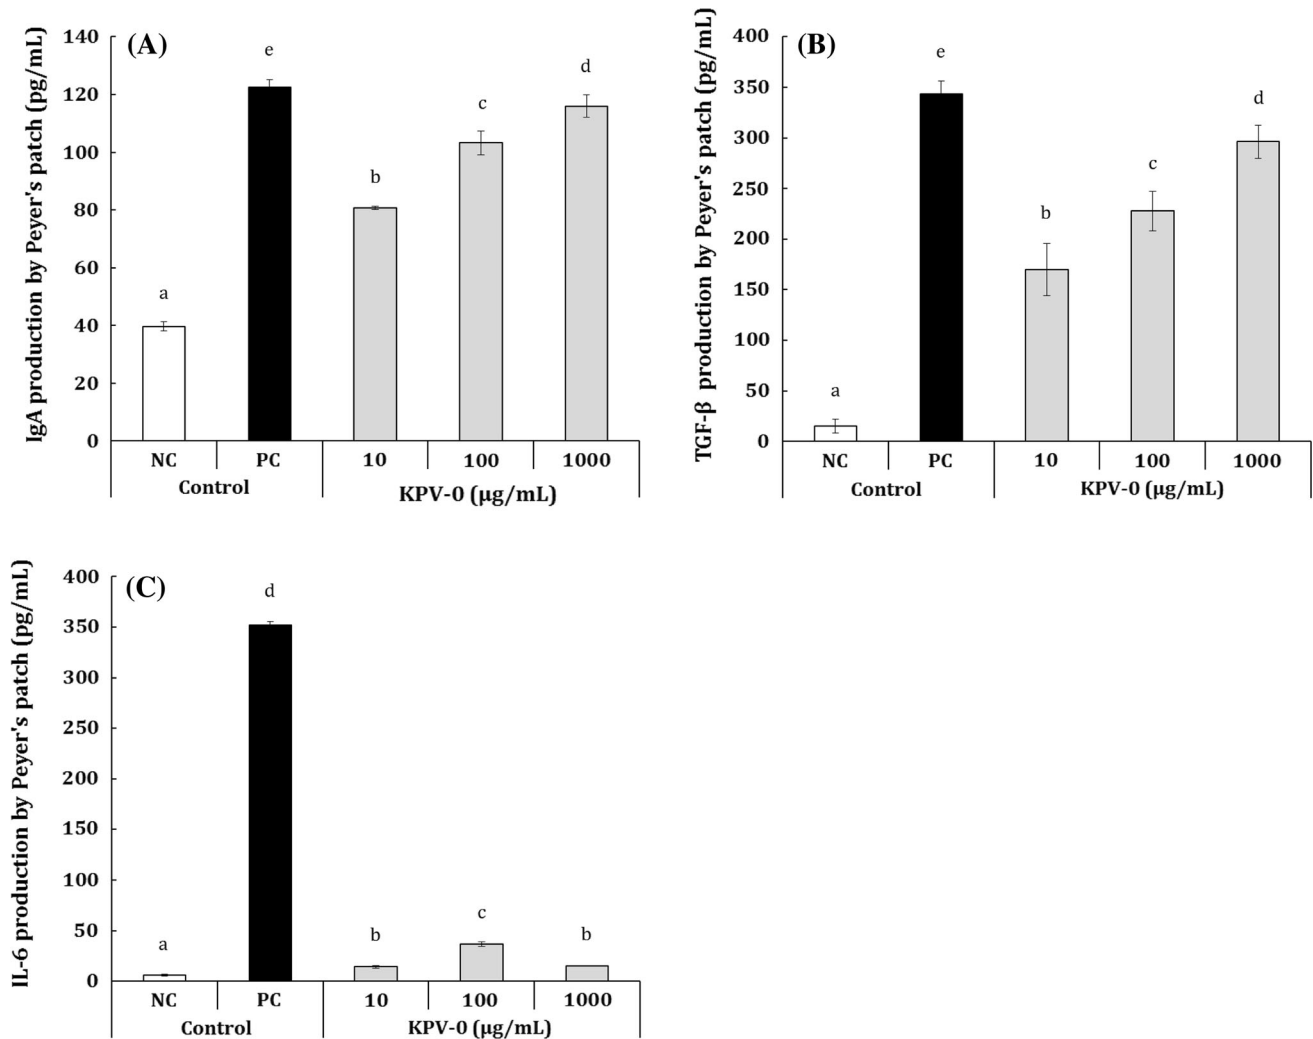 (A)
IgA production by Peyer's patch (pg/mL)
140
120
100
80
60
40
20
0
a
e
b
c
d
NC PC 10 100 1000
Control KPV-0 (µg/mL)
(B)
TGF-β production by Peyer's patch (pg/mL)
400
350
300
250
200
150
100
50
0
a
e
b
c
d
NC PC 10 100 1000
Control KPV-0 (µg/mL)
(C)
IL-6 production by Peyer's patch (pg/mL)
400
350
300
250
200
150
100
50
0
a
d
b
c
b
NC PC 10 100 1000
Control KPV-0 (µg/mL)